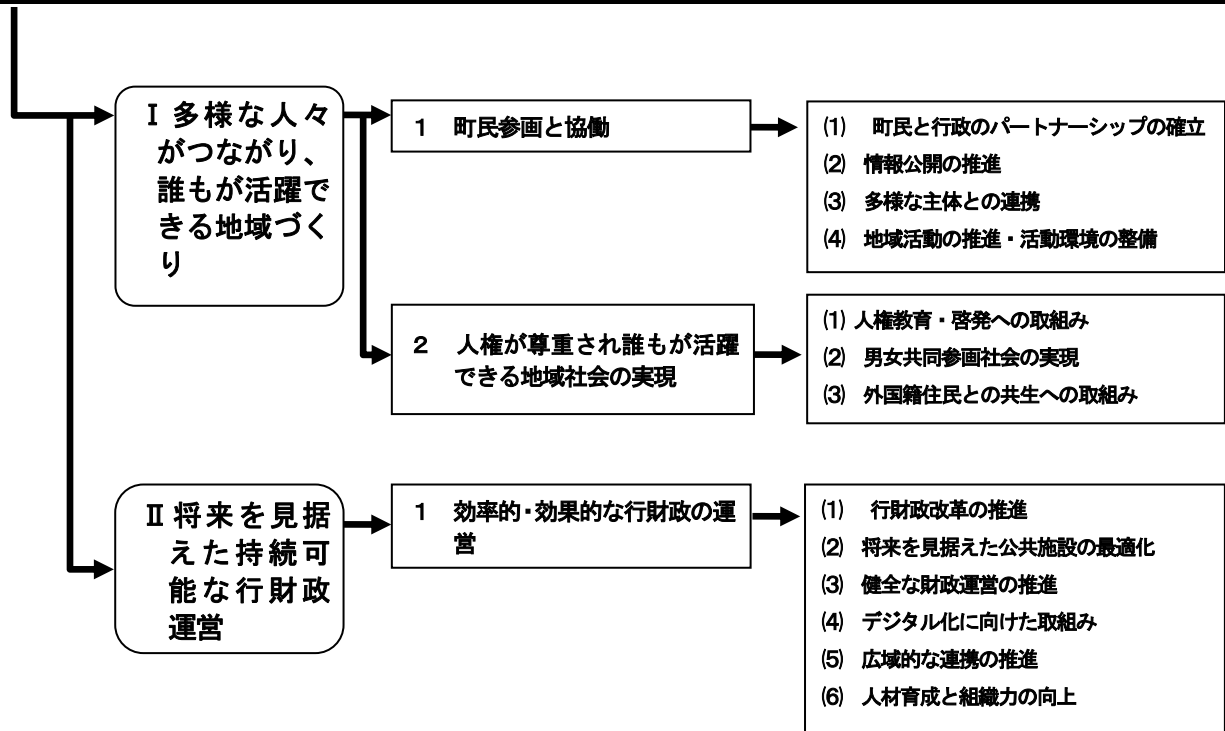 Ⅰ 多様な人々
がつながり、
誰もが活躍で
きる地域づく
り
1 町民参画と協働
(1) 町民と行政のパートナーシップの確立
(2) 情報公開の推進
(3) 多様な主体との連携
(4) 地域活動の推進・活動環境の整備
2 人権が尊重され誰もが活躍
できる地域社会の実現
(1) 人権教育・啓発への取組み
(2) 男女共同参画社会の実現
(3) 外国籍住民との共生への取組み
Ⅱ 将来を見据
えた持続可
能な行財政
運営
1 効率的・効果的な行財政の運
営
(1) 行財政改革の推進
(2) 将来を見据えた公共施設の最適化
(3) 健全な財政運営の推進
(4) デジタル化に向けた取組み
(5) 広域的な連携の推進
(6) 人材育成と組織力の向上